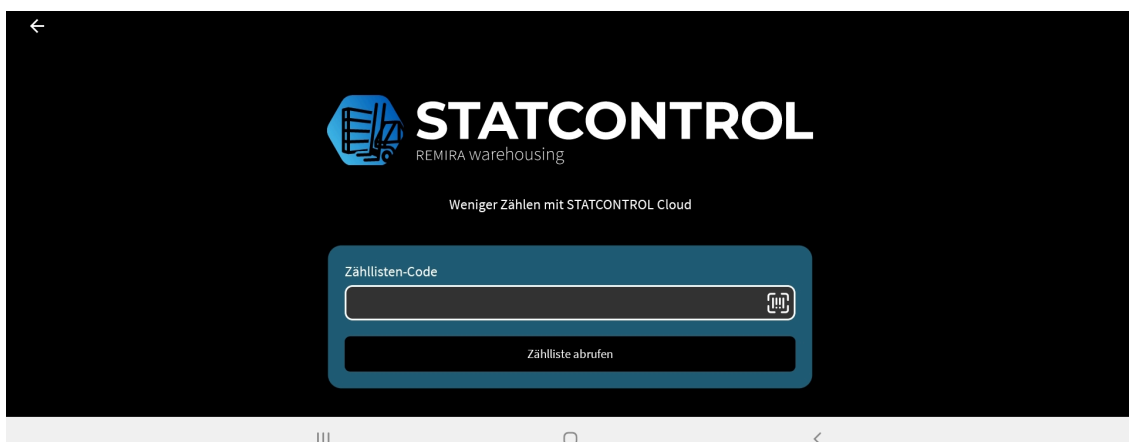 STATCONTROL
REMIRA warehousing
Weniger Zählen mit STATCONTROL Cloud
Zähllisten-Code
Zählliste abrufen